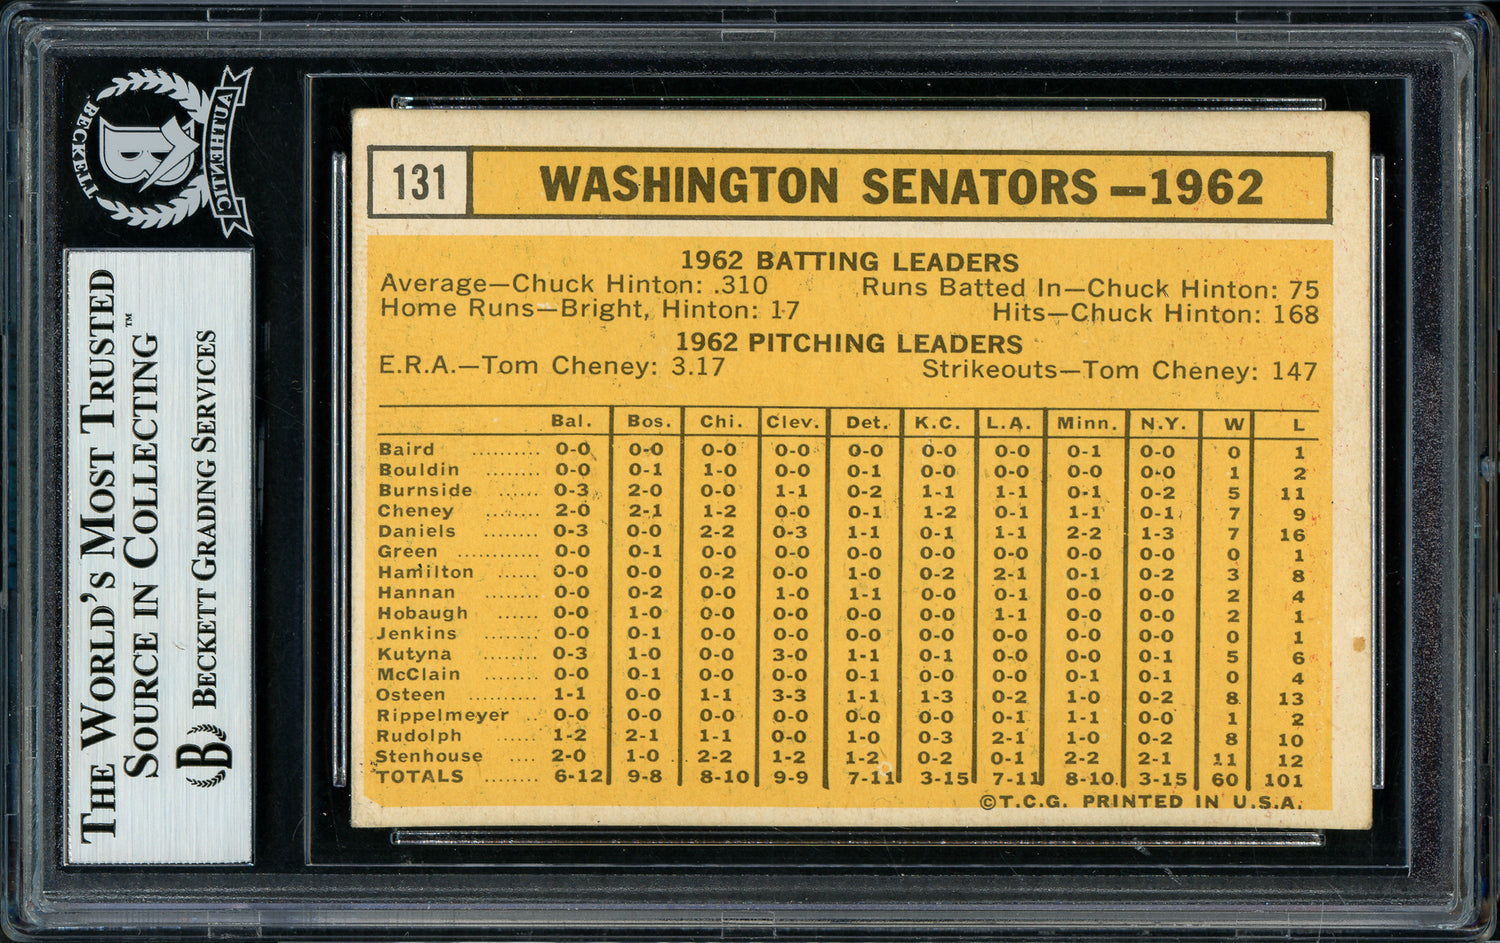 BECKETT
AUTHENTIC
B
THE WORLD'S MOST TRUSTED
SOURCE IN COLLECTING™
B BECKETT GRADING SERVICES
131 WASHINGTON SENATORS—1962
1962 BATTING LEADERS
Average—Chuck Hinton: .310 Runs Batted In—Chuck Hinton: 75
Home Runs—Bright, Hinton: 17 Hits—Chuck Hinton: 168
1962 PITCHING LEADERS
E.R.A.—Tom Cheney: 3.17 Strikeouts—Tom Cheney: 147
Bal. Bos. Chi. Clev. Det. K.C. L.A. Minn. N.Y. W L
Baird ......... 0-0 0-0 0-0 0-0 0-0 0-0 0-0 0-1 0-0 0 1
Bouldin ....... 0-0 0-1 1-0 0-0 0-1 0-0 0-0 0-0 0-0 1 2
Burnside ...... 0-3 2-0 0-0 1-1 0-2 1-1 1-1 0-1 0-2 5 11
Cheney ........ 2-0 2-1 1-2 0-0 0-1 1-2 0-1 1-1 0-1 7 9
Daniels ........ 0-3 0-0 2-2 0-3 1-1 0-1 1-1 2-2 1-3 7 16
Green ........... 0-0 0-1 0-0 0-0 0-0 0-0 0-0 0-0 0-0 0 1
Hamilton ...... 0-0 0-0 0-2 0-0 1-0 0-2 2-1 0-1 0-2 3 8
Hannan ........ 0-0 0-2 0-0 1-0 1-1 0-0 0-1 0-0 0-0 2 4
Hobaugh ...... 0-0 1-0 0-0 0-0 0-0 0-0 1-1 0-0 0-0 2 1
Jenkins ........ 0-0 0-1 0-0 0-0 0-0 0-0 0-0 0-0 0-0 0 1
Kutyna ........ 0-3 1-0 0-0 3-0 1-1 0-1 0-0 0-0 0-1 5 6
McClain ....... 0-0 0-1 0-0 0-0 0-1 0-0 0-0 0-1 0-1 0 4
Osteen ......... 1-1 0-0 1-1 3-3 1-1 1-3 0-2 1-0 0-2 8 13
Rippelmeyer .. 0-0 0-0 0-0 0-0 0-0 0-0 0-1 1-1 0-0 1 2
Rudolph ...... 1-2 2-1 1-1 0-0 1-0 0-3 2-1 1-0 0-2 8 10
Stenhouse .... 2-0 1-0 2-2 1-2 1-2 0-2 0-1 2-2 2-1 11 12
TOTALS ........ 6-12 9-8 8-10 9-9 7-11 3-15 7-11 8-10 3-15 60 101
©T.C.G. PRINTED IN U.S.A.